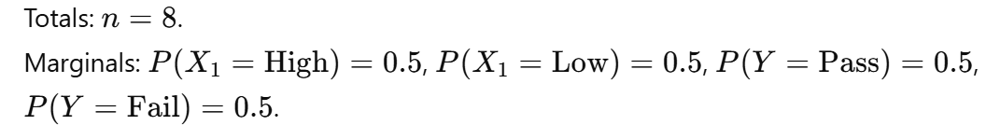 Totals: n = 8.
Marginals: P(X₁ = High) = 0.5, P(X₁ = Low) = 0.5, P(Y = Pass) = 0.5,
P(Y = Fail) = 0.5.